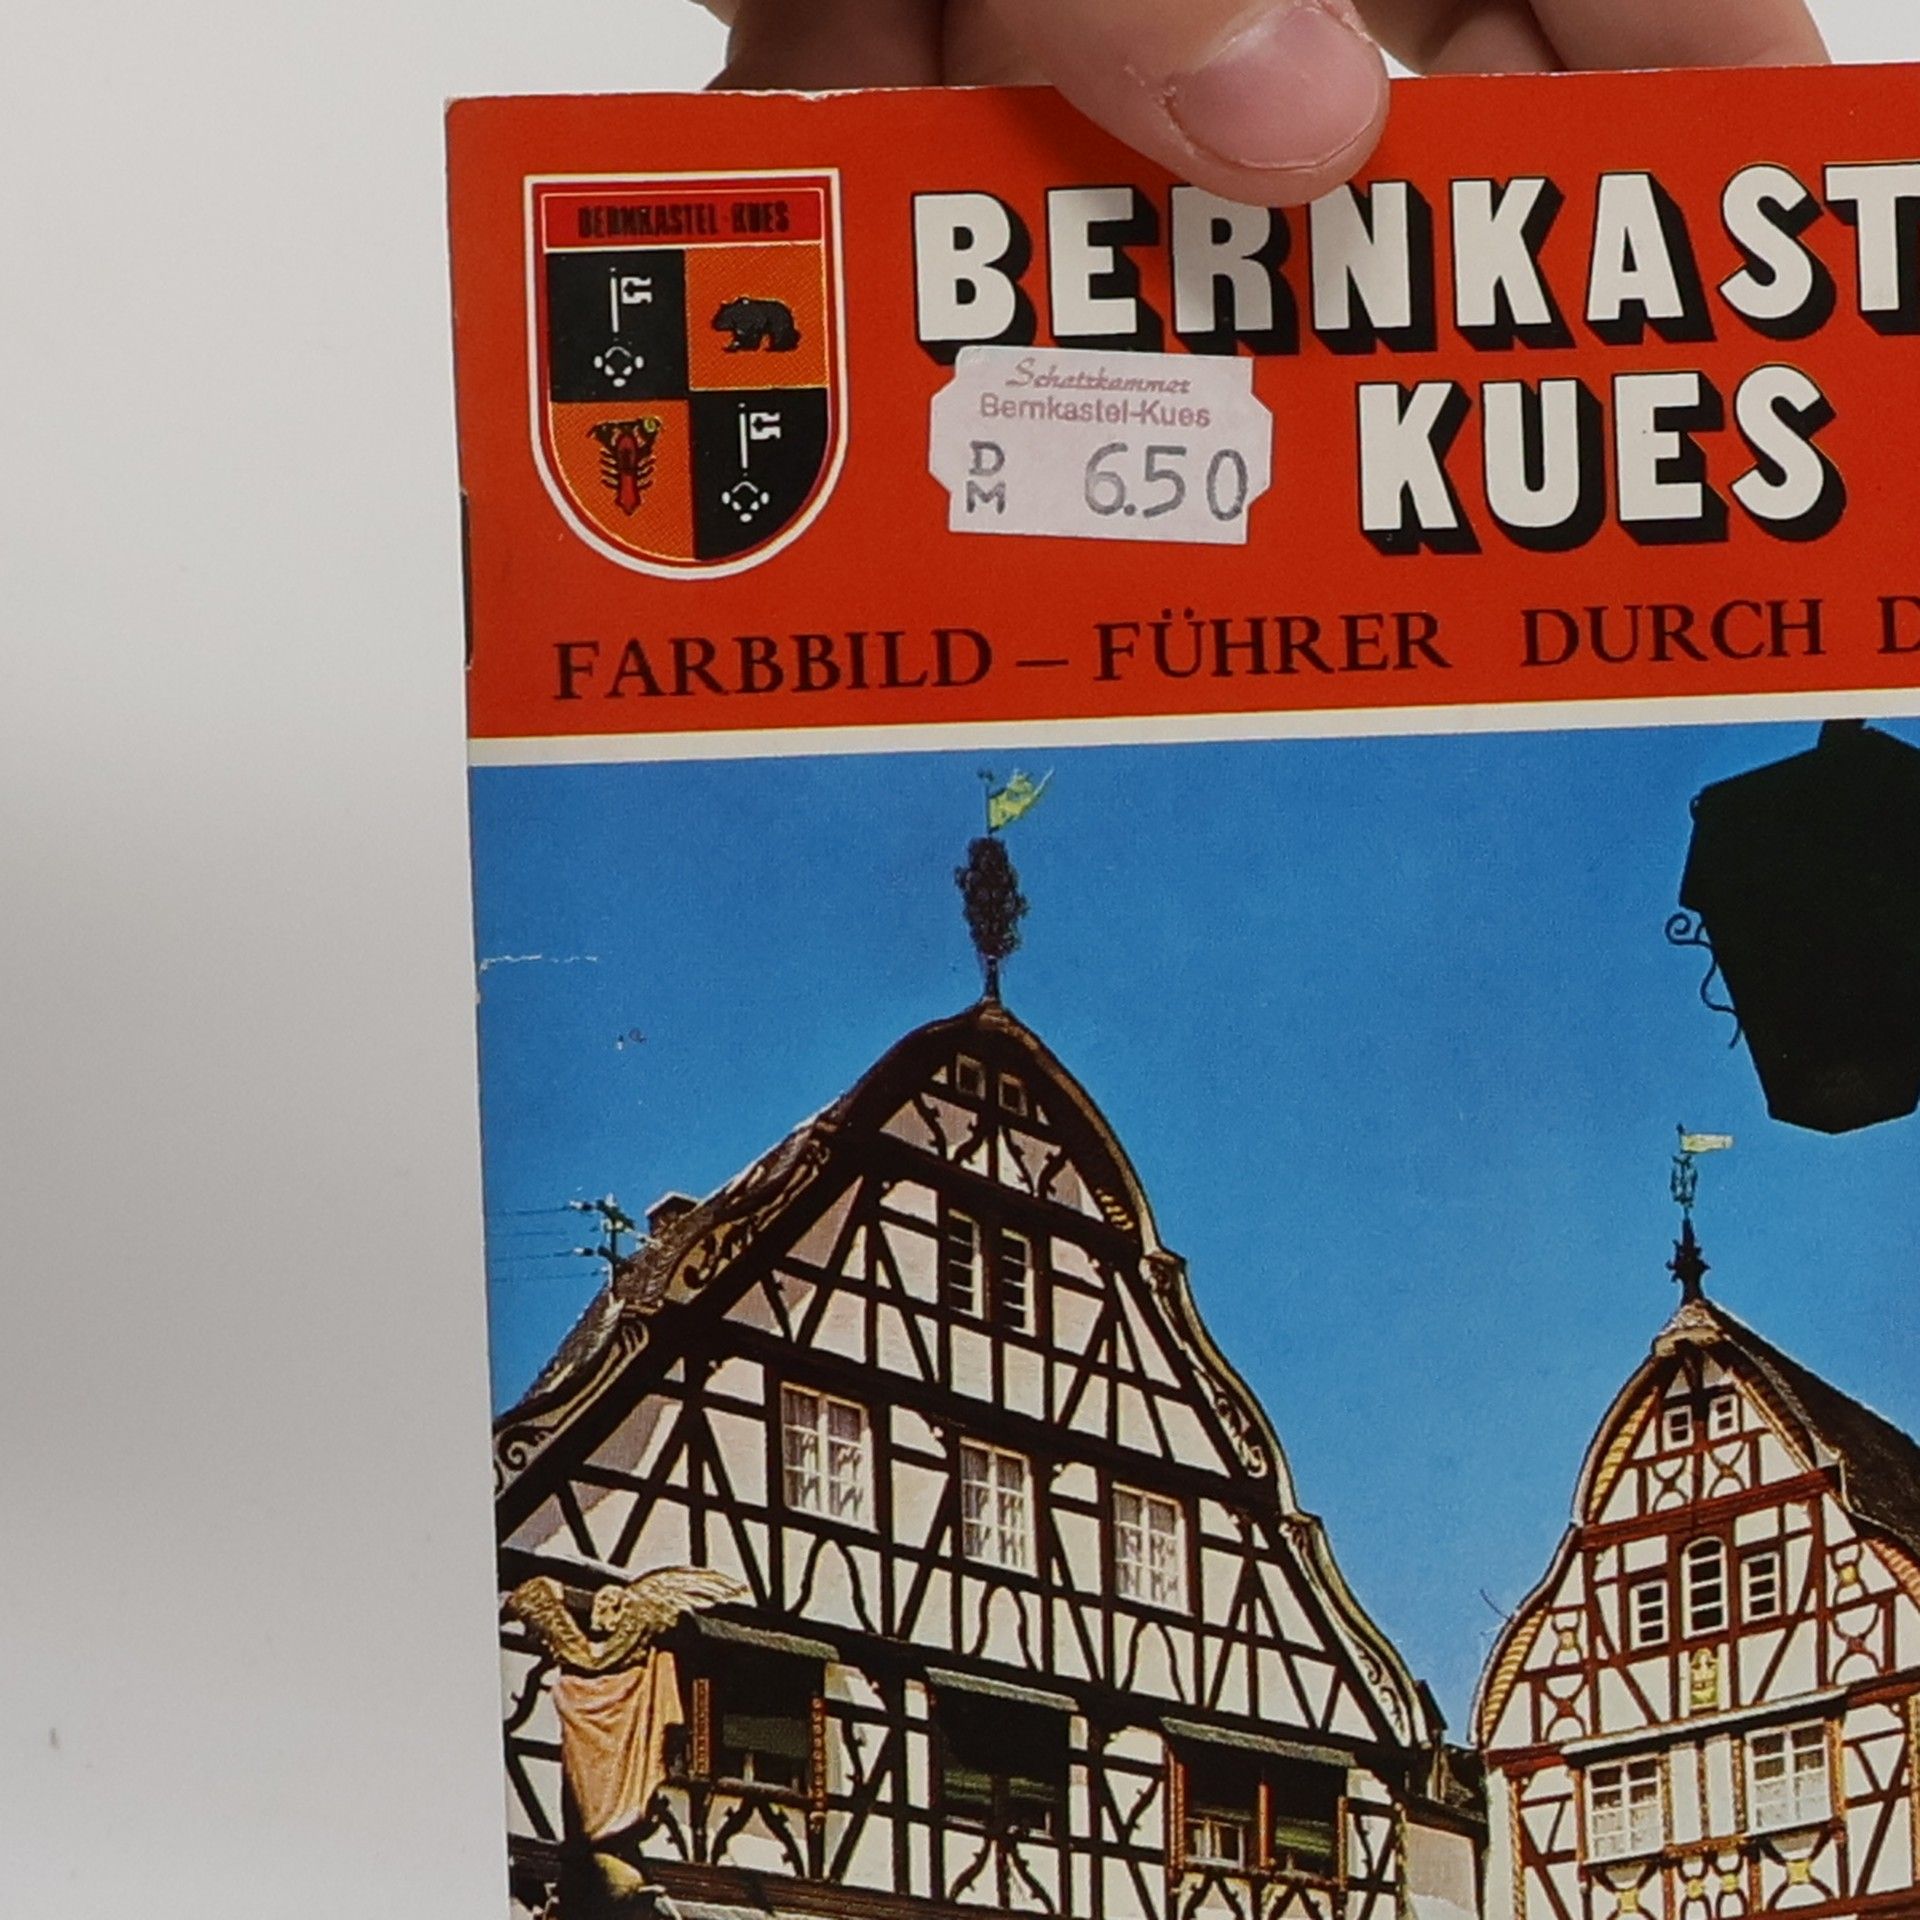 BERNKASTEL-KUES
BERNKAST
KUES
Schatzkammer
Bernkastel-Kues
DM 6.50
FARBBILD – FÜHRER DURCH D